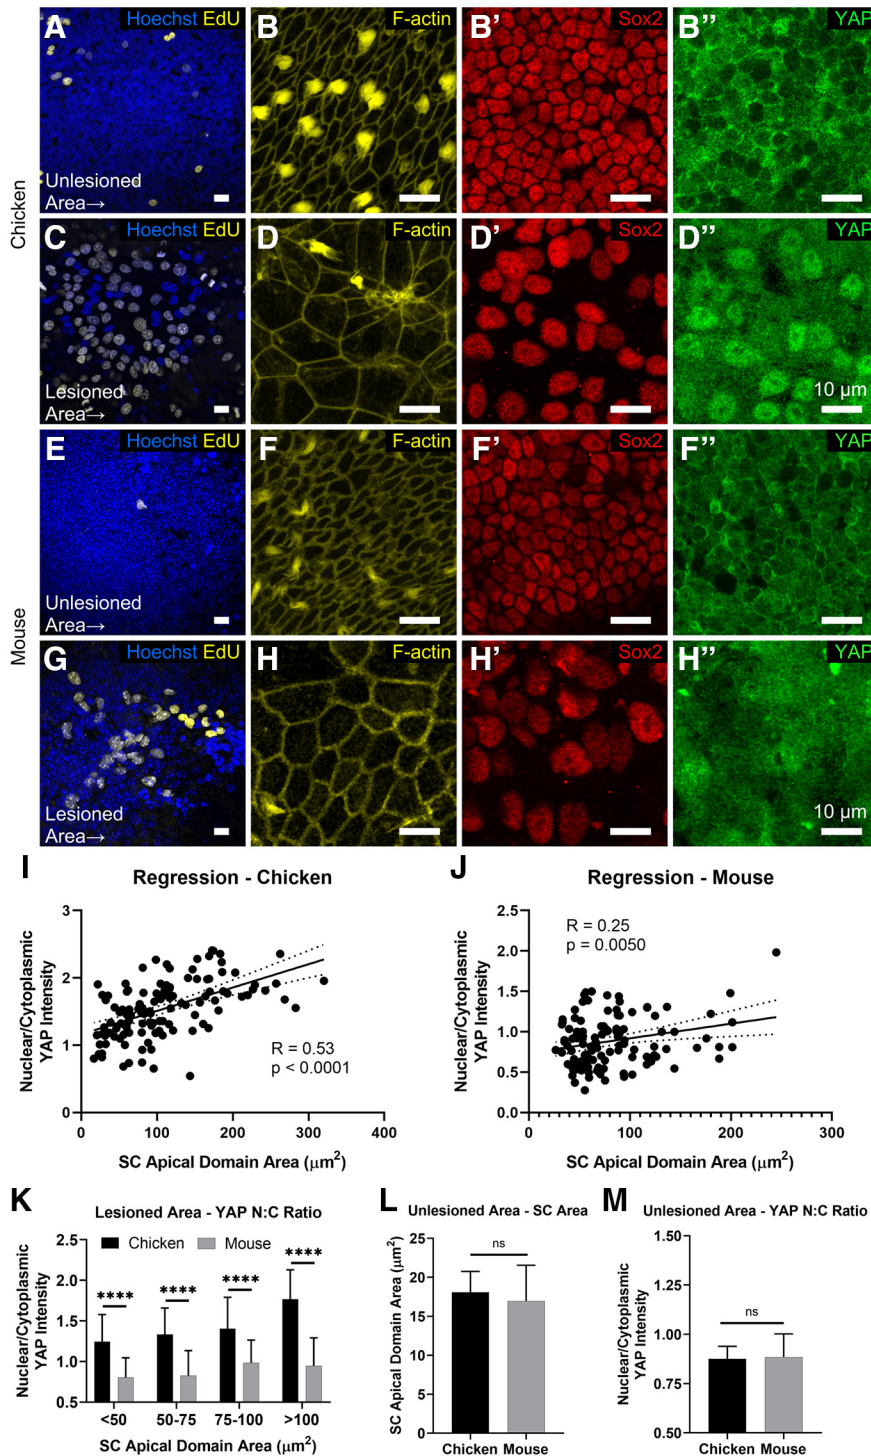 A
Hoechst EdU
Unlesioned
Area→
B
F-actin
B'
Sox2
B''
YAP
Chicken
C
Hoechst EdU
Lesioned
Area→
D
F-actin
D'
Sox2
D''
YAP
10 µm
E
Hoechst EdU
Unlesioned
Area→
F
F-actin
F'
Sox2
F''
YAP
Mouse
G
Hoechst EdU
Lesioned
Area→
H
F-actin
H'
Sox2
H''
YAP
10 µm
I
Regression - Chicken
Nuclear/Cytoplasmic
YAP Intensity
3
2
1
0
R = 0.53
p < 0.0001
0 100 200 300 400
SC Apical Domain Area (µm²)
J
Regression - Mouse
Nuclear/Cytoplasmic
YAP Intensity
2.5
2.0
1.5
1.0
0.5
0.0
R = 0.25
p = 0.0050
0 100 200 300
SC Apical Domain Area (µm²)
K
Lesioned Area - YAP N:C Ratio
Nuclear/Cytoplasmic
YAP Intensity
2.5
2.0
1.5
1.0
0.5
Chicken Mouse
**** **** **** ****
<50 50-75 75-100 >100
SC Apical Domain Area (µm²)
L
Unlesioned Area - SC Area
SC Apical Domain Area (µm²)
25
20
15
10
5
0
ns
Chicken Mouse
M
Unlesioned Area - YAP N:C Ratio
Nuclear/Cytoplasmic
YAP Intensity
1.50
1.25
1.00
0.75
0.50
ns
Chicken Mouse